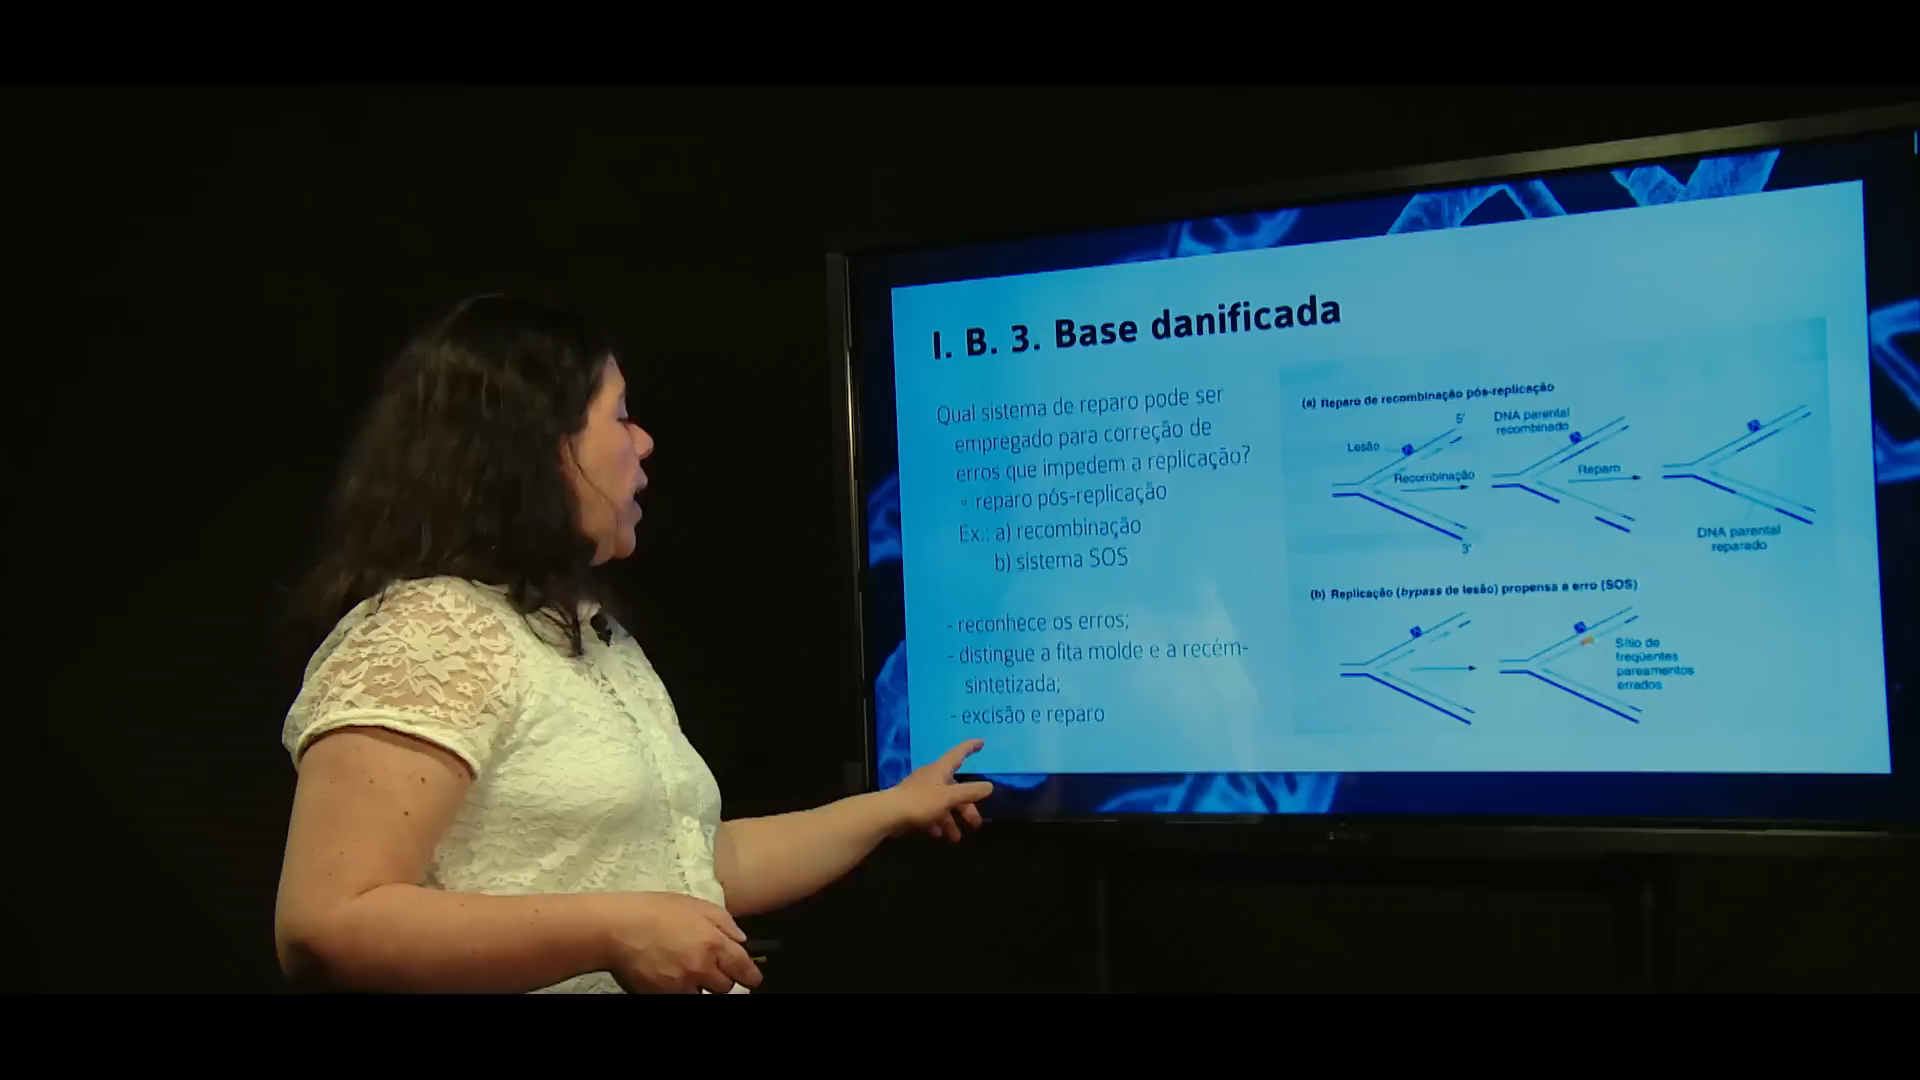 I. B. 3. Base danificada
Qual sistema de reparo pode ser
empregado para correção de
erros que impedem a replicação?
◦ reparo pós-replicação
Ex.: a) recombinação
b) sistema SOS
- reconhece os erros;
- distingue a fita molde e a recém-
sintetizada;
- excisão e reparo
(a) Reparo de recombinação pós-replicação
5'
Lesão
Recombinação
3'
DNA parental
recombinado
Reparo
DNA parental
reparado
(b) Replicação (bypass de lesão) propensa a erro (SOS)
Sítio de
freqüentes
pareamentos
errados